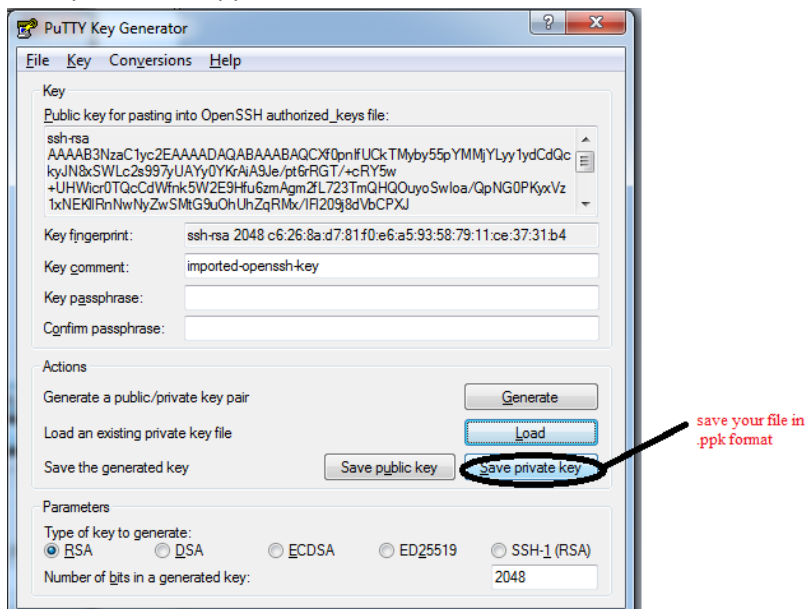 PuTTY Key Generator
File Key Conversions Help
Key
Public key for pasting into OpenSSH authorized_keys file:
ssh-rsa
AAAAB3NzaC1yc2EAAAADAQABAAABAQCXf0pnlfUCkTMyby55pYMMjYLyy1ydCdQc
kyJN8xSWLc2s997yUAYy0YKrAiA9Je/pt6rRGT/+cRY5w
+UHWicr0TQcCdWfnk5W2E9Hfu6zmAgm2fL723TmQHQOuyoSwloa/QpNG0PKyxVz
1xNEKlIRnNwNyZwSMtG9uOhUhZqRMx/IFl209j8dVbCPXJ
Key fingerprint: ssh-rsa 2048 c6:26:8a:d7:81:f0:e6:a5:93:58:79:11:ce:37:31:b4
Key comment: imported-openssh-key
Key passphrase:
Confirm passphrase:
Actions
Generate a public/private key pair Generate
Load an existing private key file Load
save your file in
.ppk format
Save the generated key Save public key Save private key
Parameters
Type of key to generate:
RSA DSA ECDSA ED25519 SSH-1 (RSA)
Number of bits in a generated key: 2048